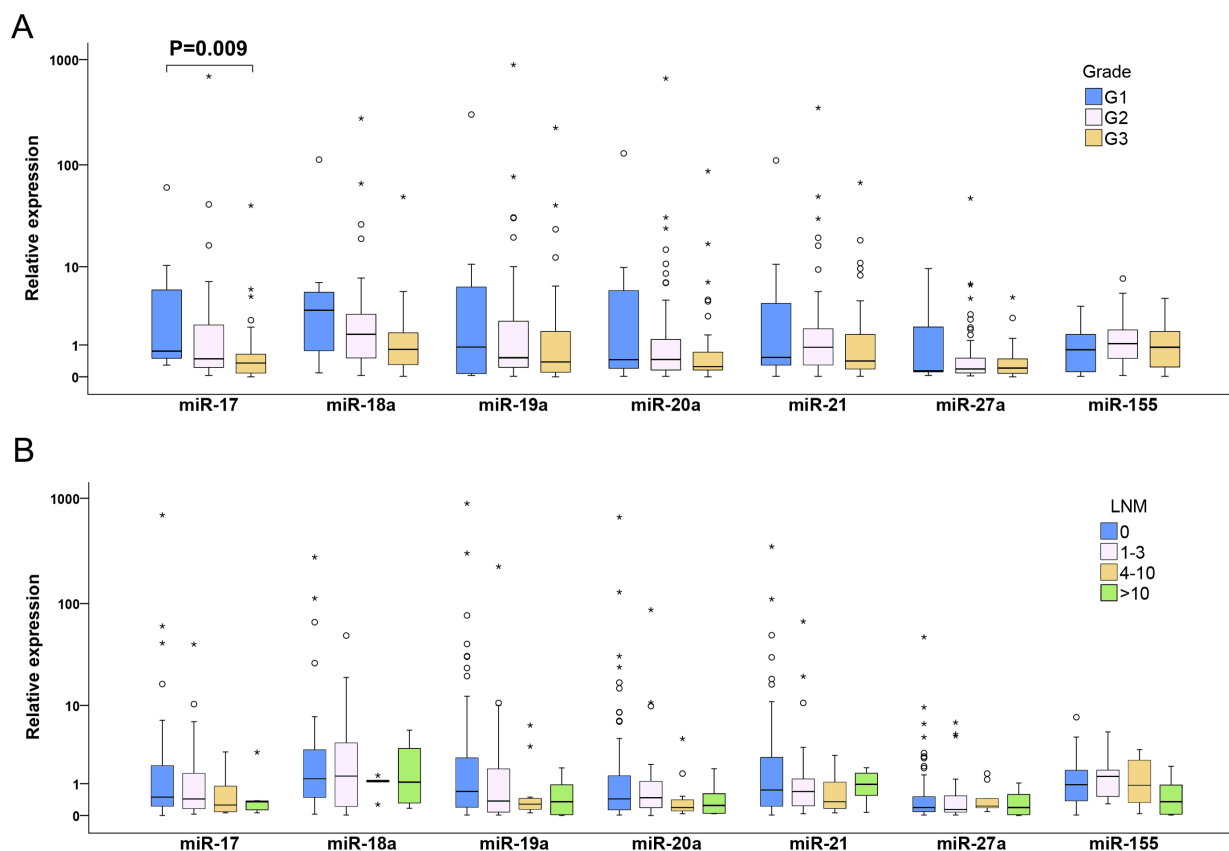 A
P=0.009
Relative expression
1000
100
10
1
0
Grade
G1
G2
G3
miR-17 miR-18a miR-19a miR-20a miR-21 miR-27a miR-155
B
Relative expression
1000
100
10
1
0
LNM
0
1-3
4-10
>10
miR-17 miR-18a miR-19a miR-20a miR-21 miR-27a miR-155